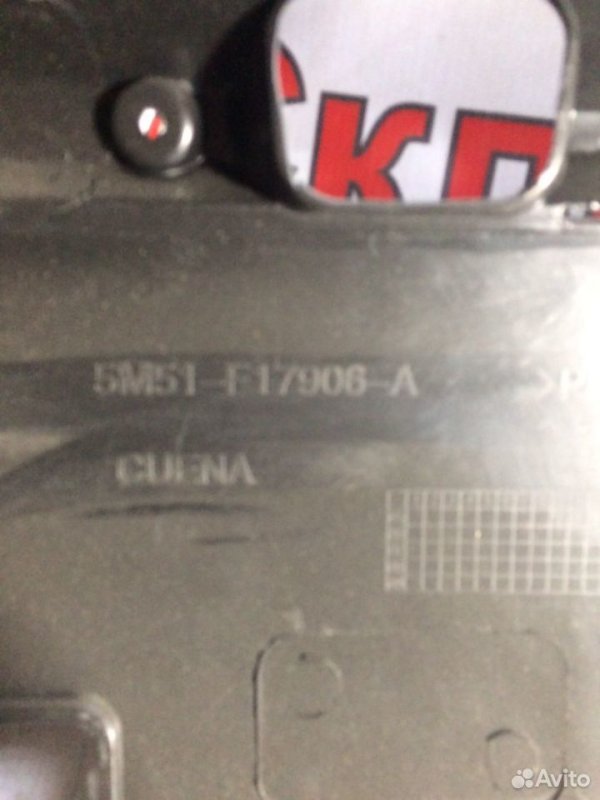 СКП
5M51-F17906-A
CUENA
>P
Avito